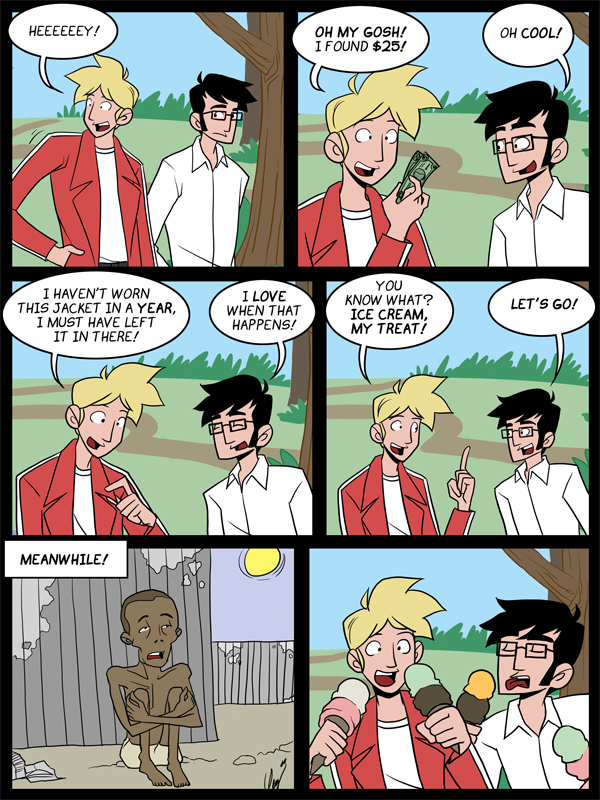 HEEEEEEY!
OH MY GOSH!
I FOUND $25!
OH COOL!
I HAVEN'T WORN
THIS JACKET IN A YEAR,
I MUST HAVE LEFT
IT IN THERE!
I LOVE
WHEN THAT
HAPPENS!
YOU
KNOW WHAT?
ICE CREAM,
MY TREAT!
LET'S GO!
MEANWHILE!